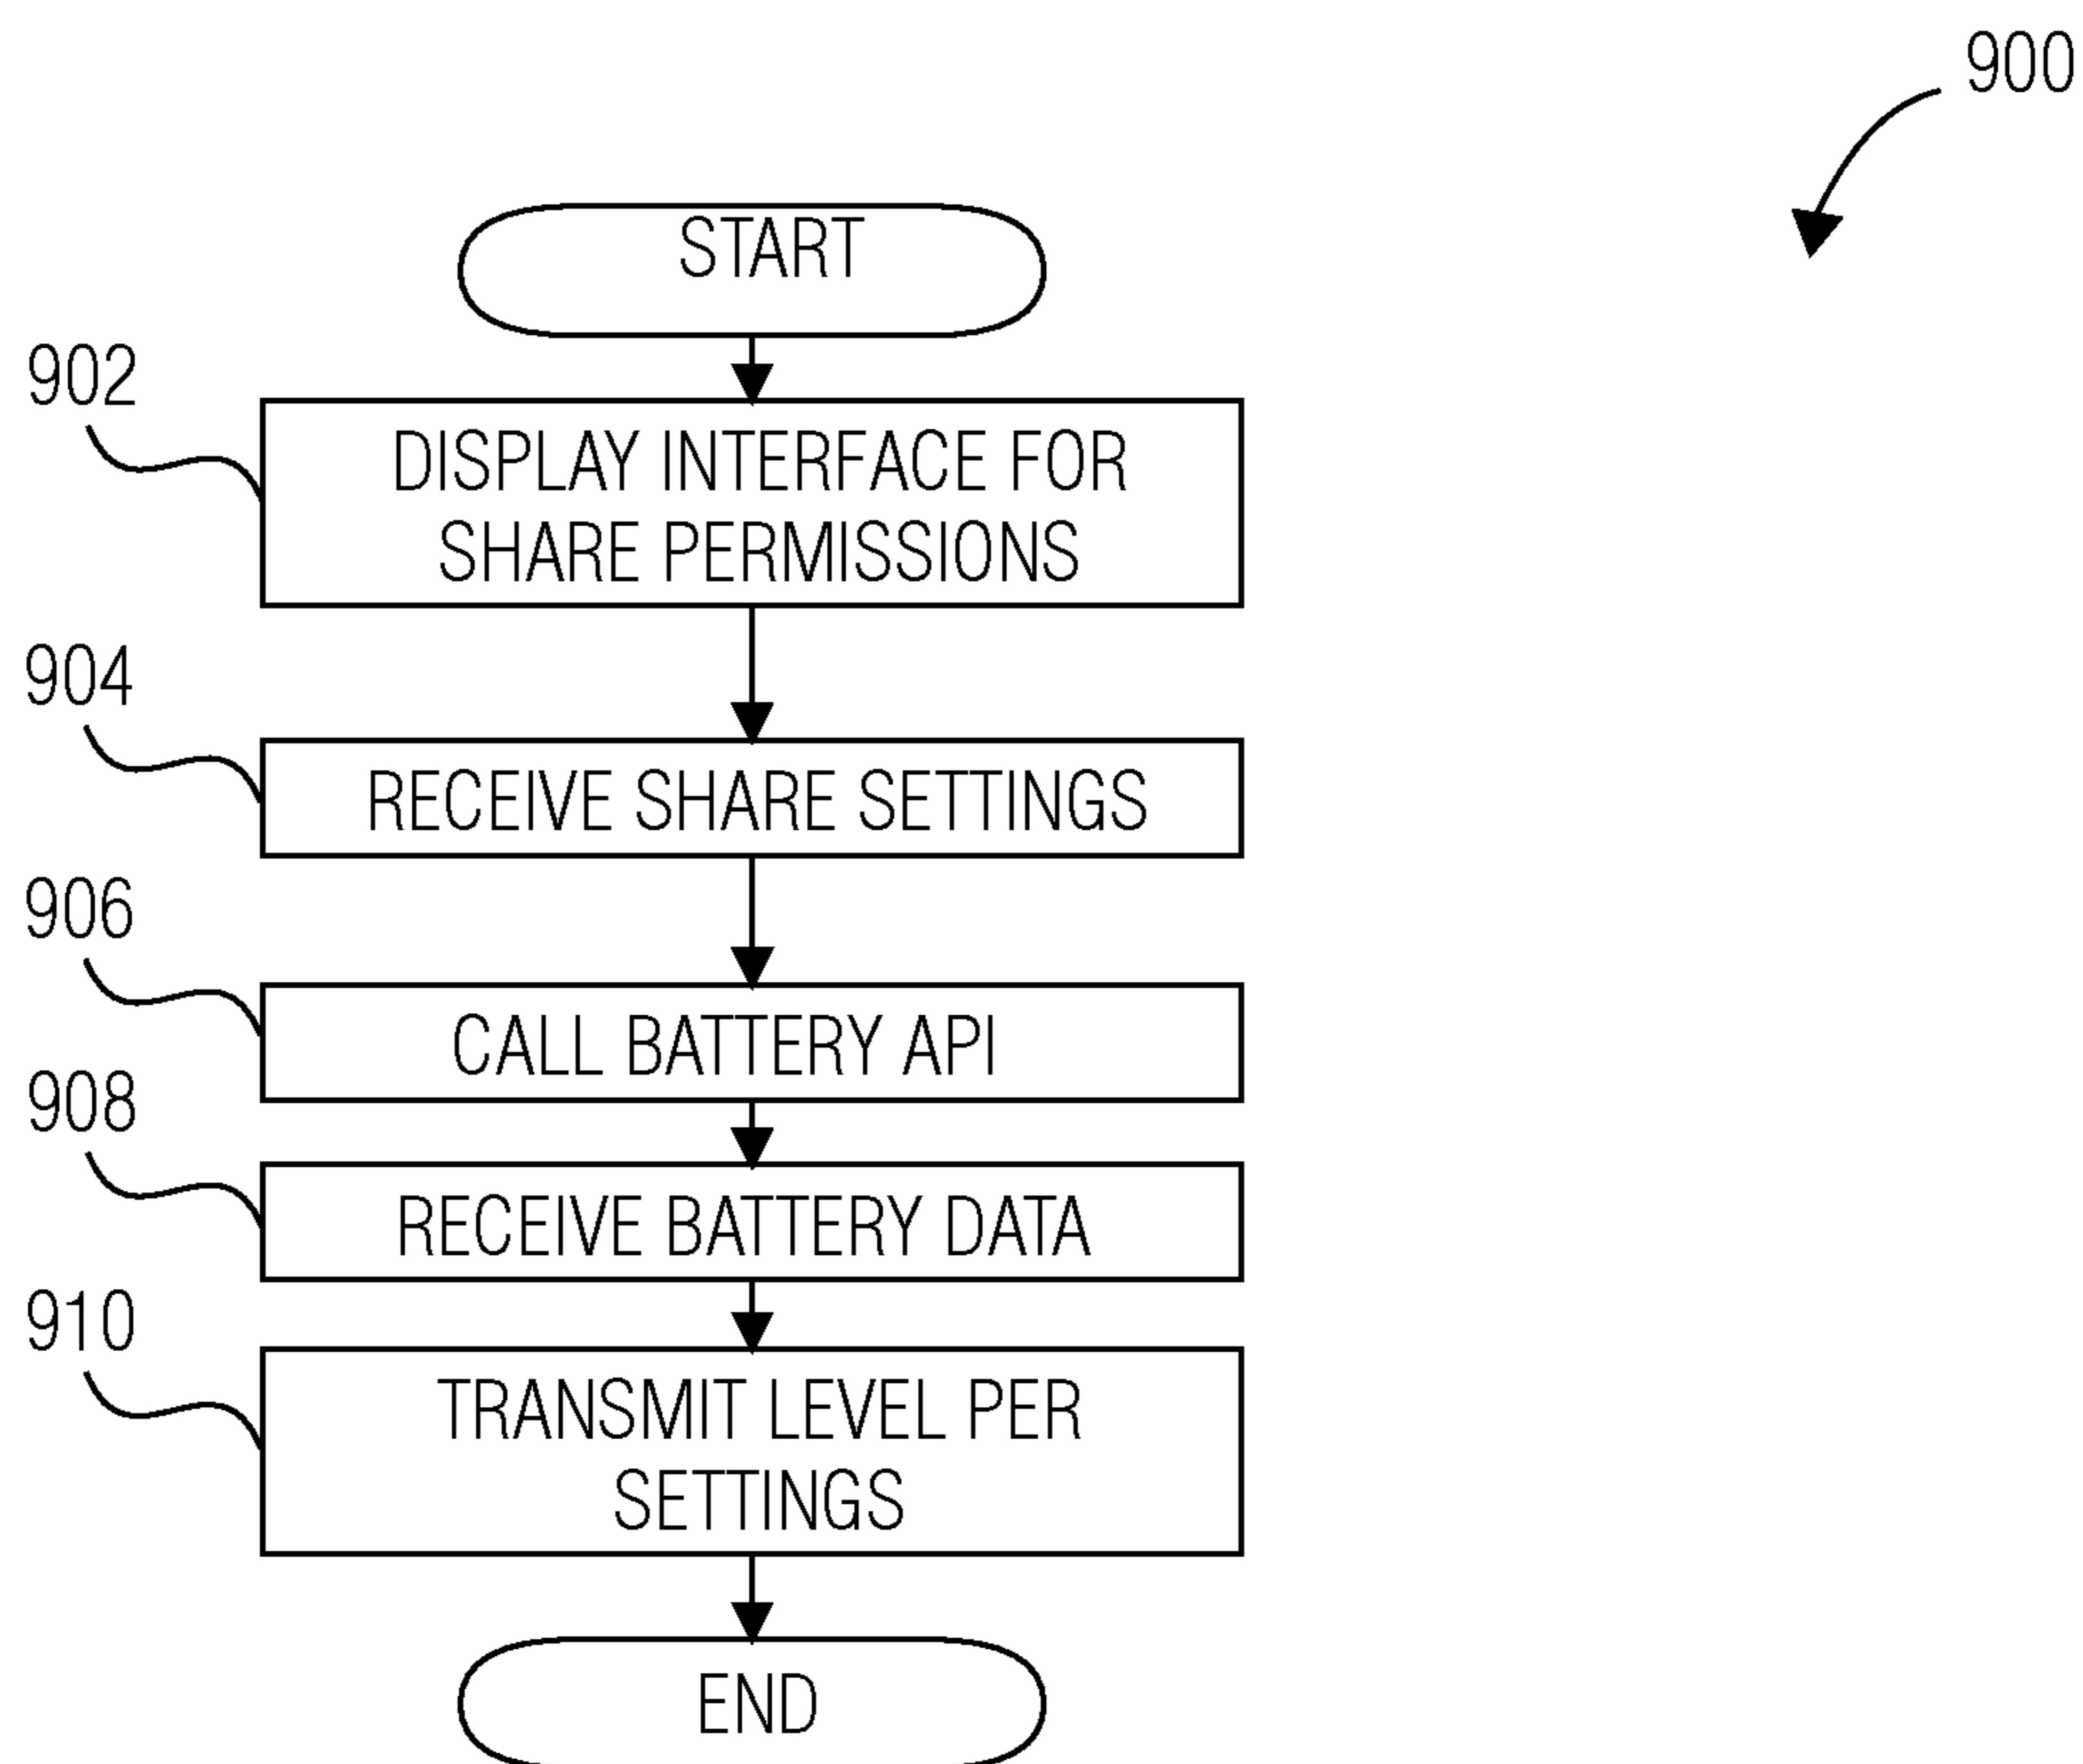 900
START
902
DISPLAY INTERFACE FOR
SHARE PERMISSIONS
904
RECEIVE SHARE SETTINGS
906
CALL BATTERY API
908
RECEIVE BATTERY DATA
910
TRANSMIT LEVEL PER
SETTINGS
END